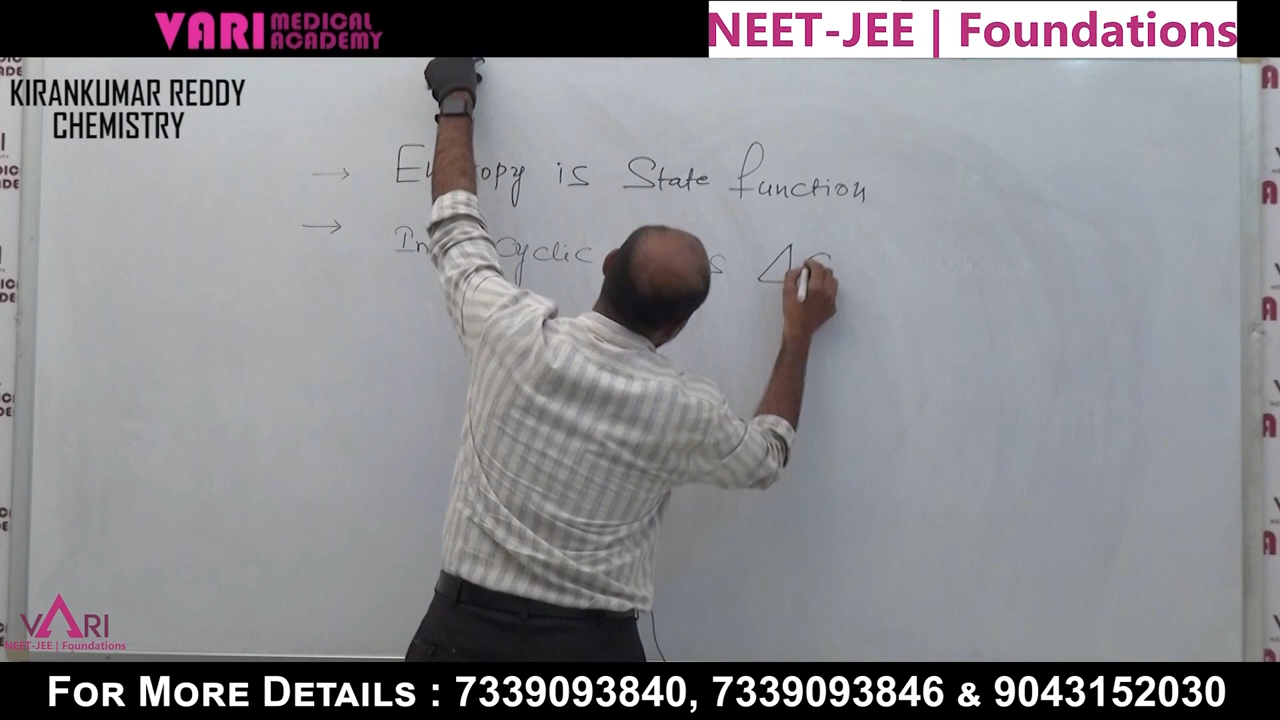 VARI MEDICAL ACADEMY
NEET-JEE | Foundations
KIRANKUMAR REDDY
CHEMISTRY
→ is State function
→ Cyclic Δ
VARI
NEET-JEE | Foundations
FOR MORE DETAILS : 7339093840, 7339093846 & 9043152030